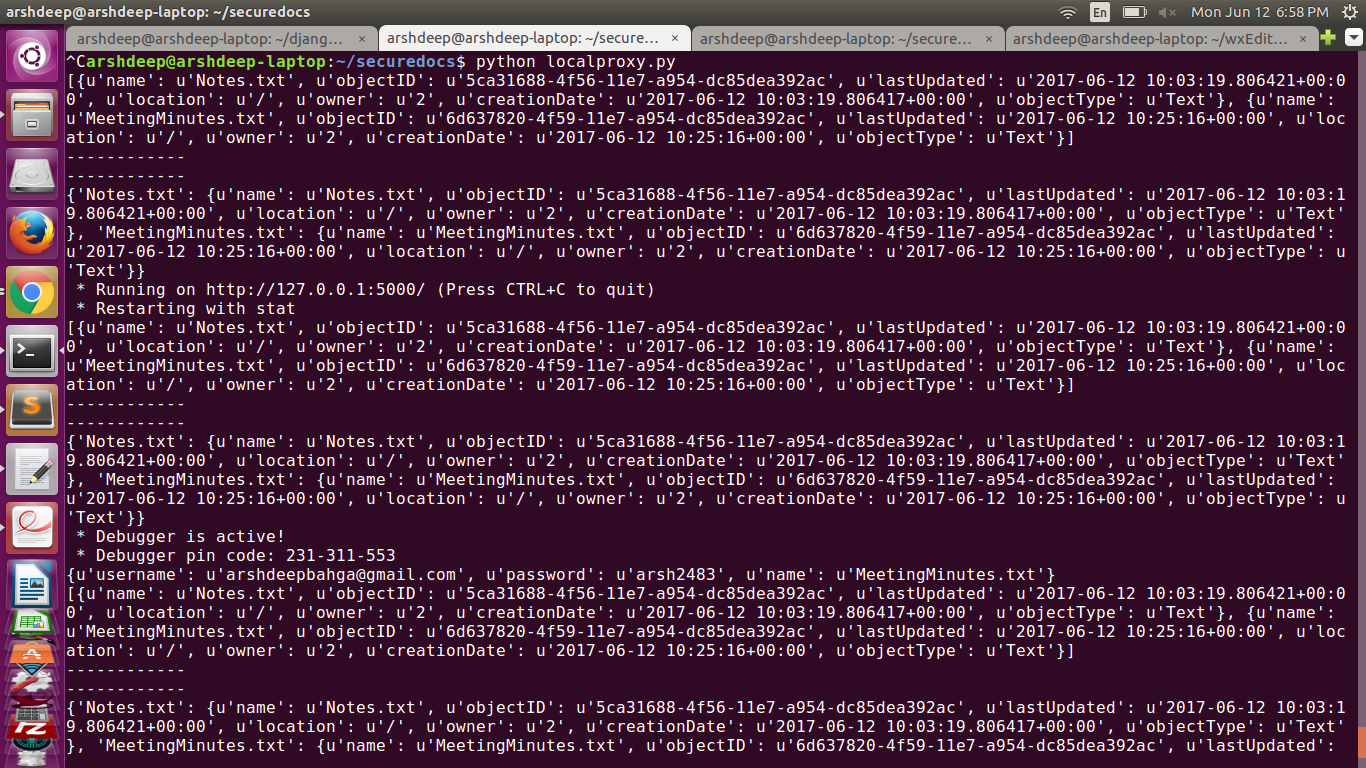 arshdeep@arshdeep-laptop: ~/securedocs
En
Mon Jun 12 6:58 PM
arshdeep@arshdeep-laptop: ~/djang... ×
arshdeep@arshdeep-laptop: ~/secure... ×
arshdeep@arshdeep-laptop: ~/secure... ×
arshdeep@arshdeep-laptop: ~/wxEdit... ×
^Carshdeep@arshdeep-laptop:~/securedocs$ python localproxy.py
[{u'name': u'Notes.txt', u'objectID': u'5ca31688-4f56-11e7-a954-dc85dea392ac', u'lastUpdated': u'2017-06-12 10:03:19.806421+00:0
0', u'location': u'/', u'owner': u'2', u'creationDate': u'2017-06-12 10:03:19.806417+00:00', u'objectType': u'Text'}, {u'name':
u'MeetingMinutes.txt', u'objectID': u'6d637820-4f59-11e7-a954-dc85dea392ac', u'lastUpdated': u'2017-06-12 10:25:16+00:00', u'loc
ation': u'/', u'owner': u'2', u'creationDate': u'2017-06-12 10:25:16+00:00', u'objectType': u'Text'}]
------------
------------
{'Notes.txt': {u'name': u'Notes.txt', u'objectID': u'5ca31688-4f56-11e7-a954-dc85dea392ac', u'lastUpdated': u'2017-06-12 10:03:1
9.806421+00:00', u'location': u'/', u'owner': u'2', u'creationDate': u'2017-06-12 10:03:19.806417+00:00', u'objectType': u'Text'
}, 'MeetingMinutes.txt': {u'name': u'MeetingMinutes.txt', u'objectID': u'6d637820-4f59-11e7-a954-dc85dea392ac', u'lastUpdated':
u'2017-06-12 10:25:16+00:00', u'location': u'/', u'owner': u'2', u'creationDate': u'2017-06-12 10:25:16+00:00', u'objectType': u
'Text'}}
 * Running on http://127.0.0.1:5000/ (Press CTRL+C to quit)
 * Restarting with stat
[{u'name': u'Notes.txt', u'objectID': u'5ca31688-4f56-11e7-a954-dc85dea392ac', u'lastUpdated': u'2017-06-12 10:03:19.806421+00:0
0', u'location': u'/', u'owner': u'2', u'creationDate': u'2017-06-12 10:03:19.806417+00:00', u'objectType': u'Text'}, {u'name':
u'MeetingMinutes.txt', u'objectID': u'6d637820-4f59-11e7-a954-dc85dea392ac', u'lastUpdated': u'2017-06-12 10:25:16+00:00', u'loc
ation': u'/', u'owner': u'2', u'creationDate': u'2017-06-12 10:25:16+00:00', u'objectType': u'Text'}]
------------
------------
{'Notes.txt': {u'name': u'Notes.txt', u'objectID': u'5ca31688-4f56-11e7-a954-dc85dea392ac', u'lastUpdated': u'2017-06-12 10:03:1
9.806421+00:00', u'location': u'/', u'owner': u'2', u'creationDate': u'2017-06-12 10:03:19.806417+00:00', u'objectType': u'Text'
}, 'MeetingMinutes.txt': {u'name': u'MeetingMinutes.txt', u'objectID': u'6d637820-4f59-11e7-a954-dc85dea392ac', u'lastUpdated':
u'2017-06-12 10:25:16+00:00', u'location': u'/', u'owner': u'2', u'creationDate': u'2017-06-12 10:25:16+00:00', u'objectType': u
'Text'}}
 * Debugger is active!
 * Debugger pin code: 231-311-553
{u'username': u'arshdeepbahga@gmail.com', u'password': u'arsh2483', u'name': u'MeetingMinutes.txt'}
[{u'name': u'Notes.txt', u'objectID': u'5ca31688-4f56-11e7-a954-dc85dea392ac', u'lastUpdated': u'2017-06-12 10:03:19.806421+00:0
0', u'location': u'/', u'owner': u'2', u'creationDate': u'2017-06-12 10:03:19.806417+00:00', u'objectType': u'Text'}, {u'name':
u'MeetingMinutes.txt', u'objectID': u'6d637820-4f59-11e7-a954-dc85dea392ac', u'lastUpdated': u'2017-06-12 10:25:16+00:00', u'loc
ation': u'/', u'owner': u'2', u'creationDate': u'2017-06-12 10:25:16+00:00', u'objectType': u'Text'}]
------------
------------
{'Notes.txt': {u'name': u'Notes.txt', u'objectID': u'5ca31688-4f56-11e7-a954-dc85dea392ac', u'lastUpdated': u'2017-06-12 10:03:1
9.806421+00:00', u'location': u'/', u'owner': u'2', u'creationDate': u'2017-06-12 10:03:19.806417+00:00', u'objectType': u'Text'
}, 'MeetingMinutes.txt': {u'name': u'MeetingMinutes.txt', u'objectID': u'6d637820-4f59-11e7-a954-dc85dea392ac', u'lastUpdated':